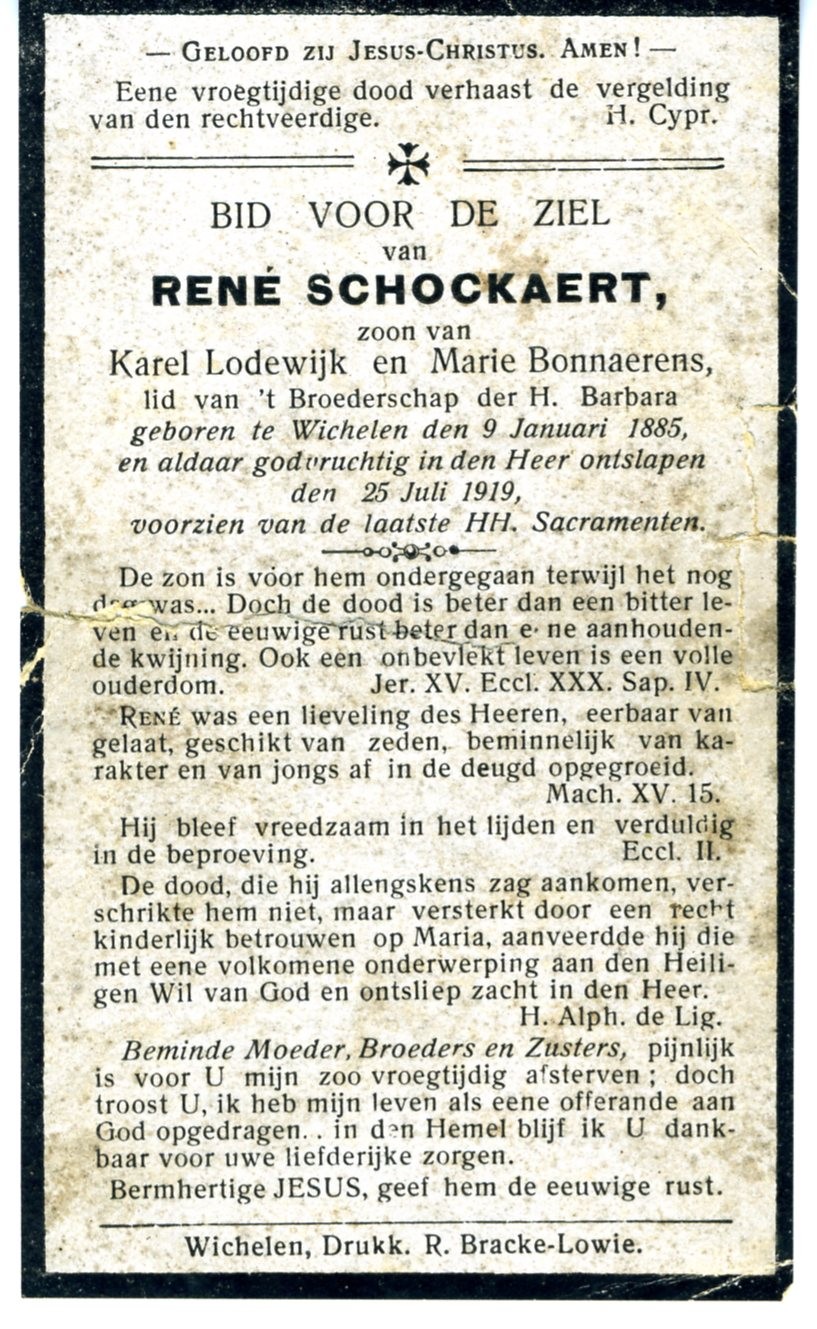 — GELOOFD ZIJ JESUS-CHRISTUS. AMEN! —
Eene vroegtijdige dood verhaast de vergelding
van den rechtveerdige. H. Cypr.
BID VOOR DE ZIEL
van
RENÉ SCHOCKAERT,
zoon van
Karel Lodewijk en Marie Bonnaerens,
lid van 't Broederschap der H. Barbara
geboren te Wichelen den 9 Januari 1885,
en aldaar godvruchtig in den Heer ontslapen
den 25 Juli 1919,
voorzien van de laatste HH. Sacramenten.
De zon is vóor hem ondergegaan terwijl het nog
dag was... Doch de dood is beter dan een bitter le-
ven en de eeuwige rust beter dan eene aanhouden-
de kwijning. Ook een onbevlekt leven is een volle
ouderdom. Jer. XV. Eccl. XXX. Sap. IV.
RENÉ was een lieveling des Heeren, eerbaar van
gelaat, geschikt van zeden, beminnelijk van ka-
rakter en van jongs af in de deugd opgegroeid.
Mach. XV. 15.
Hij bleef vreedzaam in het lijden en verduldig
in de beproeving. Eccl. II.
De dood, die hij allengskens zag aankomen, ver-
schrikte hem niet, maar versterkt door een recht
kinderlijk betrouwen op Maria, aanveerdde hij die
met eene volkomene onderwerping aan den Heili-
gen Wil van God en ontsliep zacht in den Heer.
H. Alph. de Lig.
Beminde Moeder, Broeders en Zusters, pijnlijk
is voor U mijn zoo vroegtijdig afsterven; doch
troost U, ik heb mijn leven als eene offerande aan
God opgedragen.. in den Hemel blijf ik U dank-
baar voor uwe liefderijke zorgen.
Bermhertige JESUS, geef hem de eeuwige rust.
Wichelen, Drukk. R. Bracke-Lowie.